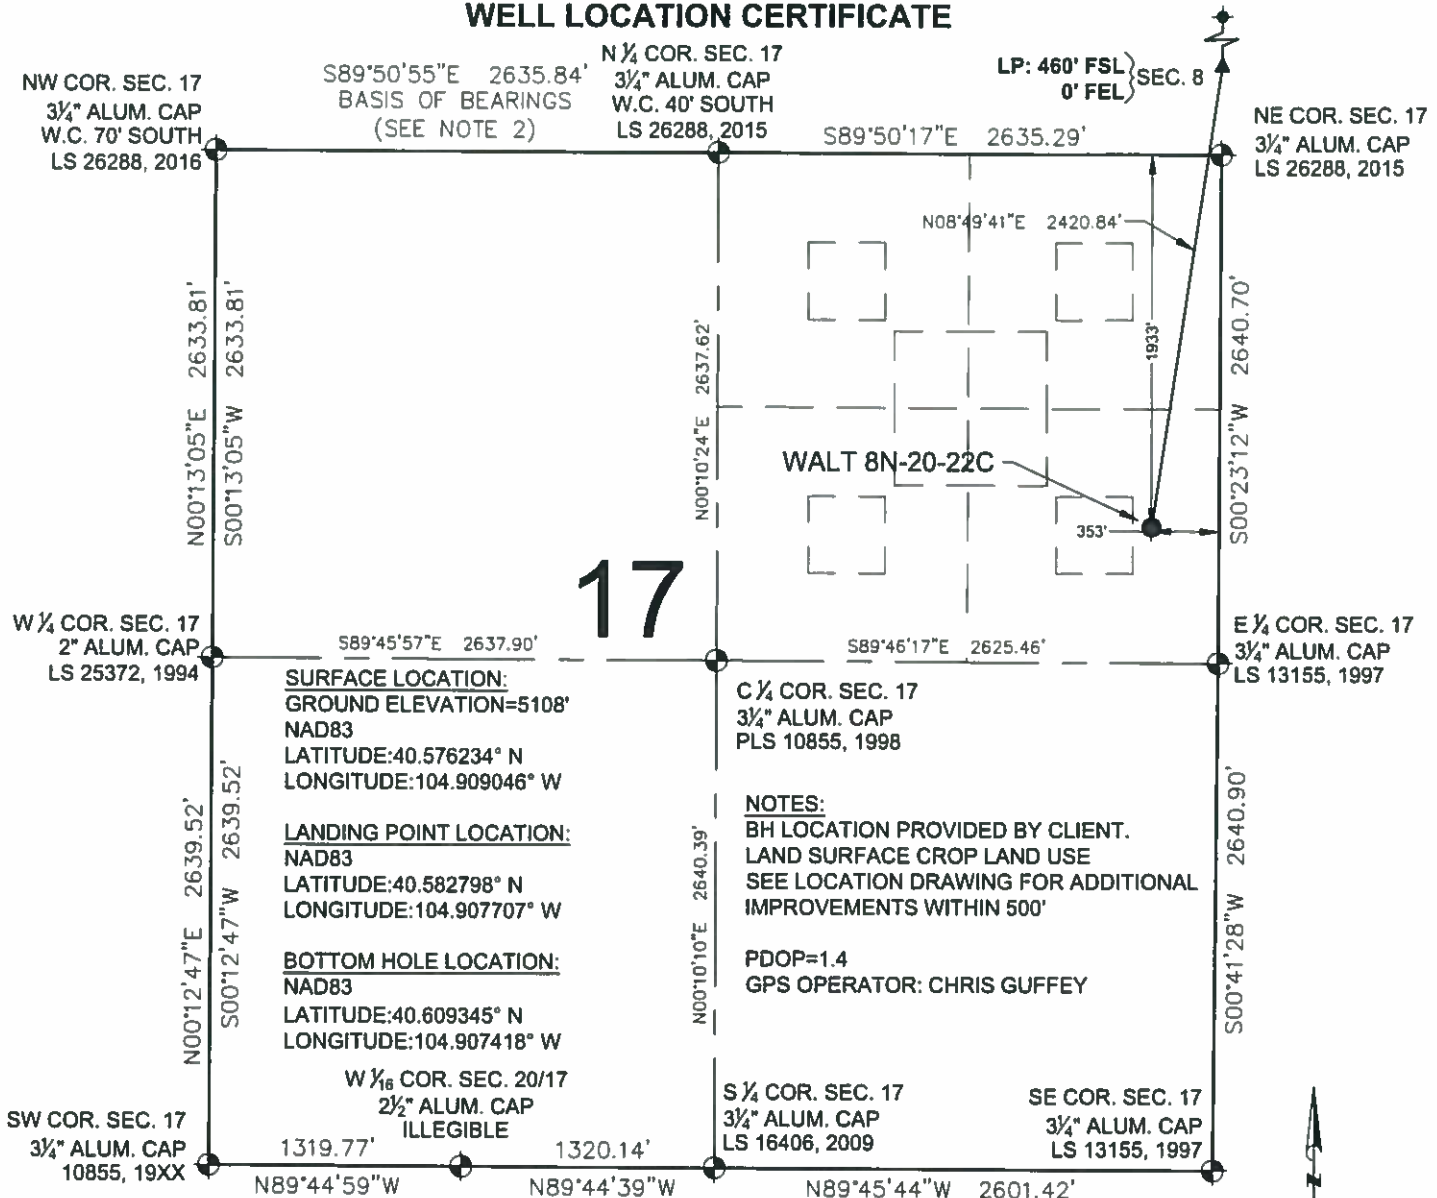 WELL LOCATION CERTIFICATE
NW COR. SEC. 17
3¼" ALUM. CAP
W.C. 70' SOUTH
LS 26288, 2016
S89°50'55"E 2635.84'
BASIS OF BEARINGS
(SEE NOTE 2)
N ¼ COR. SEC. 17
3¼" ALUM. CAP
W.C. 40' SOUTH
LS 26288, 2015
S89°50'17"E 2635.29'
LP: 460' FSL
0' FEL
SEC. 8
NE COR. SEC. 17
3¼" ALUM. CAP
LS 26288, 2015
N08°49'41"E 2420.84'
N00°13'05"E 2633.81'
S00°13'05"W 2633.81'
N00°10'24"E 2637.62'
1933'
S00°23'12"W 2640.70'
WALT 8N-20-22C
353'
17
W ¼ COR. SEC. 17
2" ALUM. CAP
LS 25372, 1994
S89°45'57"E 2637.90'
S89°46'17"E 2625.46'
E ¼ COR. SEC. 17
3¼" ALUM. CAP
LS 13155, 1997
C ¼ COR. SEC. 17
3¼" ALUM. CAP
PLS 10855, 1998
SURFACE LOCATION:
GROUND ELEVATION=5108'
NAD83
LATITUDE:40.576234° N
LONGITUDE:104.909046° W
LANDING POINT LOCATION:
NAD83
LATITUDE:40.582798° N
LONGITUDE:104.907707° W
BOTTOM HOLE LOCATION:
NAD83
LATITUDE:40.609345° N
LONGITUDE:104.907418° W
NOTES:
BH LOCATION PROVIDED BY CLIENT.
LAND SURFACE CROP LAND USE
SEE LOCATION DRAWING FOR ADDITIONAL
IMPROVEMENTS WITHIN 500'
PDOP=1.4
GPS OPERATOR: CHRIS GUFFEY
N00°12'47"E 2639.52'
S00°12'47"W 2639.52'
N00°10'10"E 2640.39'
S00°41'28"W 2640.90'
SW COR. SEC. 17
3¼" ALUM. CAP
10855, 19XX
W 1⁄16 COR. SEC. 20/17
2½" ALUM. CAP
ILLEGIBLE
S ¼ COR. SEC. 17
3¼" ALUM. CAP
LS 16406, 2009
SE COR. SEC. 17
3¼" ALUM. CAP
LS 13155, 1997
1319.77'
1320.14'
N89°44'59"W
N89°44'39"W
N89°45'44"W 2601.42'
N